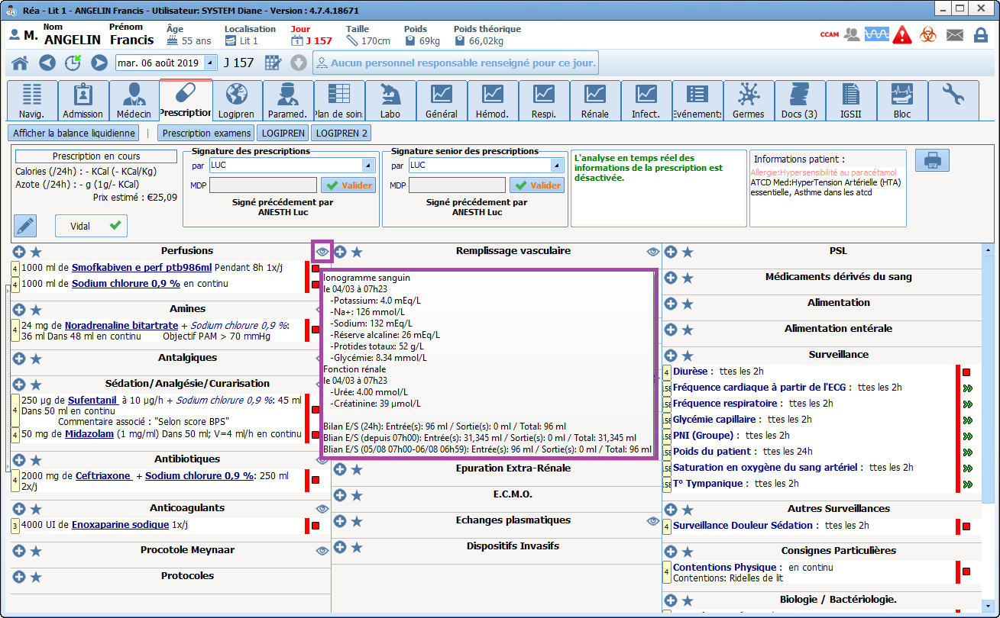 Réa - Lit 1 - ANGELIN Francis - Utilisateur: SYSTEM Diane - Version : 4.7.4.18671
M.
Nom
ANGELIN
Prénom
Francis
Âge
55 ans
Localisation
Lit 1
Jour
J 157
Taille
170cm
Poids
69kg
Poids théorique
66,02kg
CCAM
mar. 06 août 2019
J 157
Aucun personnel responsable renseigné pour ce jour.
Navig.
Admission
Médecin
Prescription
Logipren
Paramed.
Plan de soins
Labo
Général
Hémod.
Respi.
Rénale
Infect.
Evénements
Germes
Docs (3)
IGSII
Bloc
Afficher la balance liquidienne
|
Prescription examens
LOGIPREN
LOGIPREN 2
Prescription en cours
Calories (/24h) : - KCal (- KCal/Kg)
Azote (/24h) : - g (1g/- KCal)
Prix estimé : €25,09
Vidal
Signature des prescriptions
par LUC
MDP
Valider
Signé précédement par
ANESTH Luc
Signature senior des prescriptions
par LUC
MDP
Valider
Signé précédement par
ANESTH Luc
L'analyse en temps réel des
informations de la prescription est
désactivée.
Informations patient :
Allergie:Hypersensibilité au paracétamol
ATCD Med:HyperTension Artérielle (HTA)
essentielle, Asthme dans les atcd
Perfusions
4 1000 ml de Smofkabiven e perf ptb986ml Pendant 8h 1x/j
4 1000 ml de Sodium chlorure 0,9 % en continu
Amines
4 24 mg de Noradrenaline bitartrate + Sodium chlorure 0,9 %:
36 ml Dans 48 ml en continu Objectif PAM > 70 mmHg
Antalgiques
Sédation/Analgésie/Curarisation
4 250 µg de Sufentanil à 10 µg/h + Sodium chlorure 0,9 %: 45 ml
Dans 50 ml en continu
Commentaire associé : "Selon score BPS"
4 50 mg de Midazolam (1 mg/ml) Dans 50 ml; V=4 ml/h en continu
Antibiotiques
4 2000 mg de Ceftriaxone + Sodium chlorure 0,9 %: 250 ml
2x/j
Anticoagulants
3 4000 UI de Enoxaparine sodique 1x/j
Procotole Meynaar
Protocoles
Remplissage vasculaire
Ionogramme sanguin
le 04/03 à 07h23
-Potassium: 4.0 mEq/L
-Na+: 126 mmol/L
-Sodium: 132 mEq/L
-Réserve alcaline: 26 mEq/L
-Protides totaux: 52 g/L
-Glycémie: 8.34 mmol/L
Fonction rénale
le 04/03 à 07h23
-Urée: 4.00 mmol/L
-Créatinine: 39 µmol/L
Bilan E/S (24h): Entrée(s): 96 ml / Sortie(s): 0 ml / Total: 96 ml
Blian E/S (depuis 07h00): Entrée(s): 31,345 ml / Sortie(s): 0 ml / Total: 31,345 ml
Blian E/S (05/08 07h00-06/08 06h59): Entrée(s): 96 ml / Sortie(s): 0 ml / Total: 96 ml
Epuration Extra-Rénale
E.C.M.O.
Echanges plasmatiques
Dispositifs Invasifs
PSL
Médicaments dérivés du sang
Alimentation
Alimentation entérale
Surveillance
4 Diurèse : ttes les 2h
158 Fréquence cardiaque à partir de l'ECG : ttes les 2h
158 Fréquence respiratoire : ttes les 2h
158 Glycémie capillaire : ttes les 2h
158 PNI (Groupe) : ttes les 2h
158 Poids du patient : ttes les 24h
158 Saturation en oxygène du sang artériel : ttes les 2h
158 T° Tympanique : ttes les 2h
Autres Surveillances
4 Surveillance Douleur Sédation : ttes les 2h
Consignes Particulières
4 Contentions Physique : en continu
Contentions: Ridelles de lit
Biologie / Bactériologie.